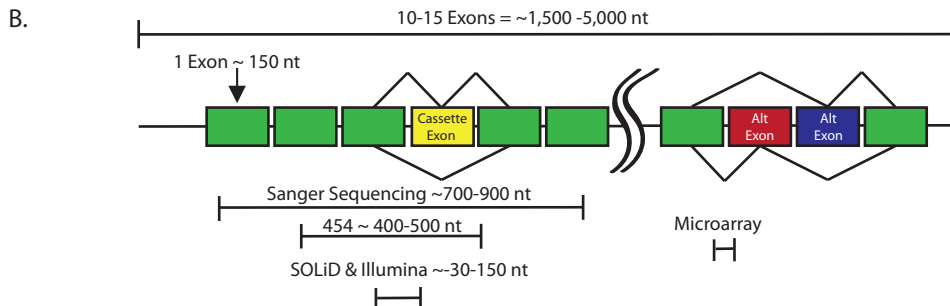 B.
10-15 Exons = ~1,500 -5,000 nt
1 Exon ~ 150 nt
Cassette
Exon
Alt
Exon
Alt
Exon
Sanger Sequencing ~700-900 nt
454 ~ 400-500 nt
Microarray
SOLiD & Illumina ~-30-150 nt